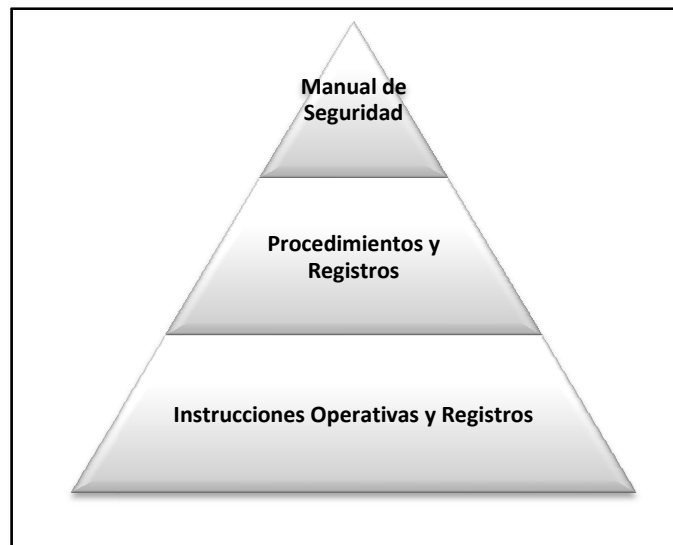 Manual de
Seguridad
Procedimientos y
Registros
Instrucciones Operativas y Registros